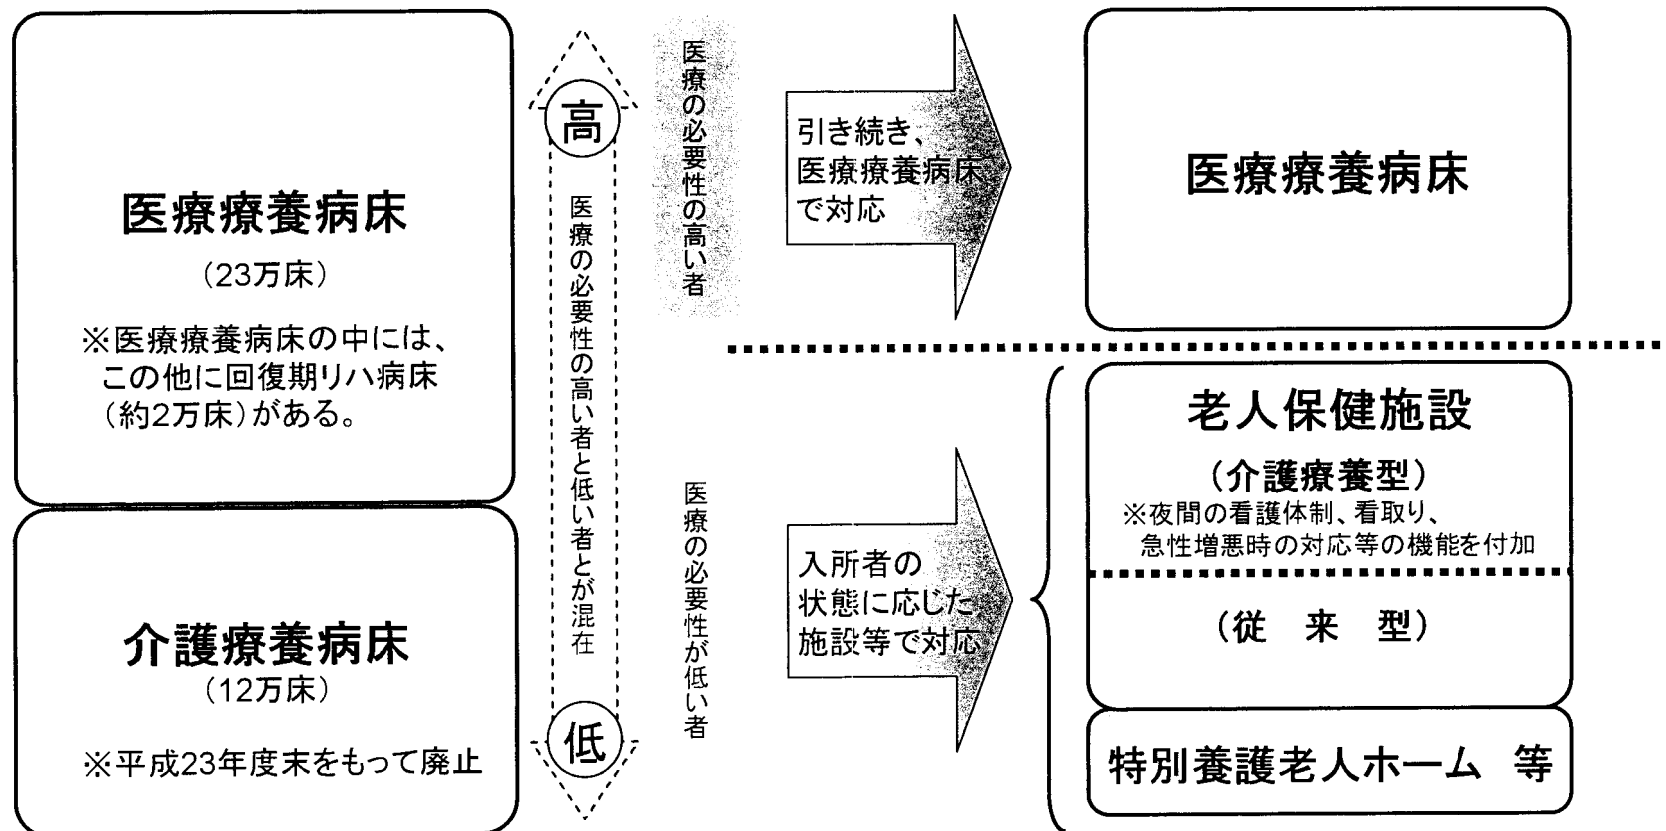 医療療養病床
（23万床）
※医療療養病床の中には、
この他に回復期リハ病床
（約2万床）がある。
介護療養病床
（12万床）
※平成23年度末をもって廃止
高
医療の必要性の高い者と低い者とが混在
低
医療の必要性の高い者
医療の必要性が低い者
引き続き、
医療療養病床
で対応
入所者の
状態に応じた
施設等で対応
医療療養病床
老人保健施設
（介護療養型）
※夜間の看護体制、看取り、
急性増悪時の対応等の機能を付加
（従　来　型）
特別養護老人ホーム　等